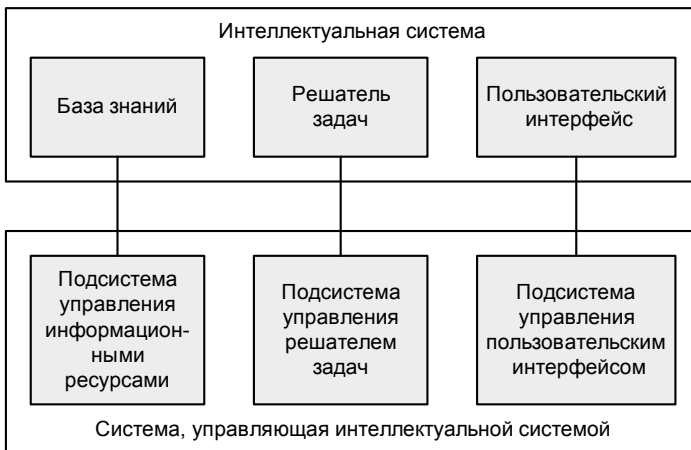 Интеллектуальная система
База знаний
Решатель
задач
Пользовательский
интерфейс
Подсистема
управления
информацион-
ными
ресурсами
Подсистема
управления
решателем
задач
Подсистема
управления
пользовательским
интерфейсом
Система, управляющая интеллектуальной системой